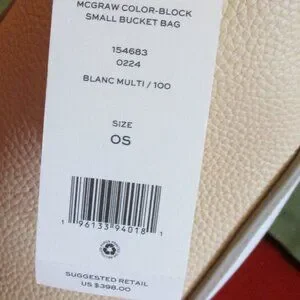 MCGRAW COLOR-BLOCK
SMALL BUCKET BAG
154683
0224
BLANC MULTI / 100
SIZE
OS
1 96133 94018 1
SUGGESTED RETAIL
US $398.00